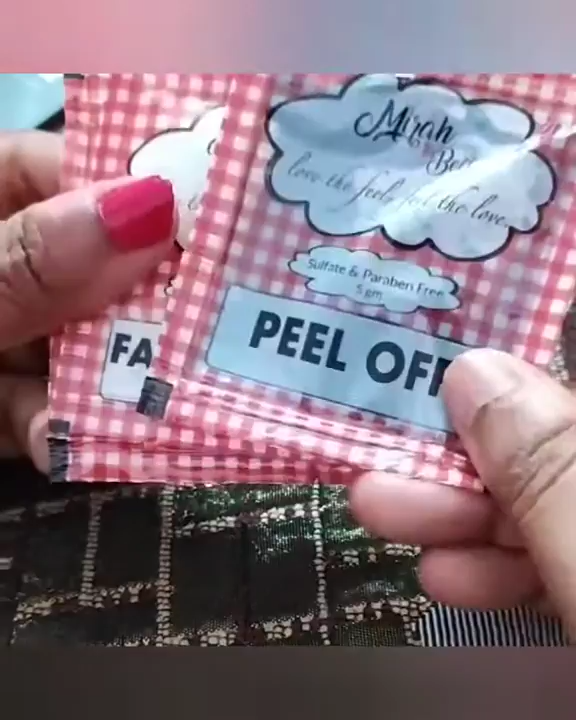 Mirah
love the feel, feel the love.
Sulfate & Paraben Free
5 gm
PEEL OFF
FA